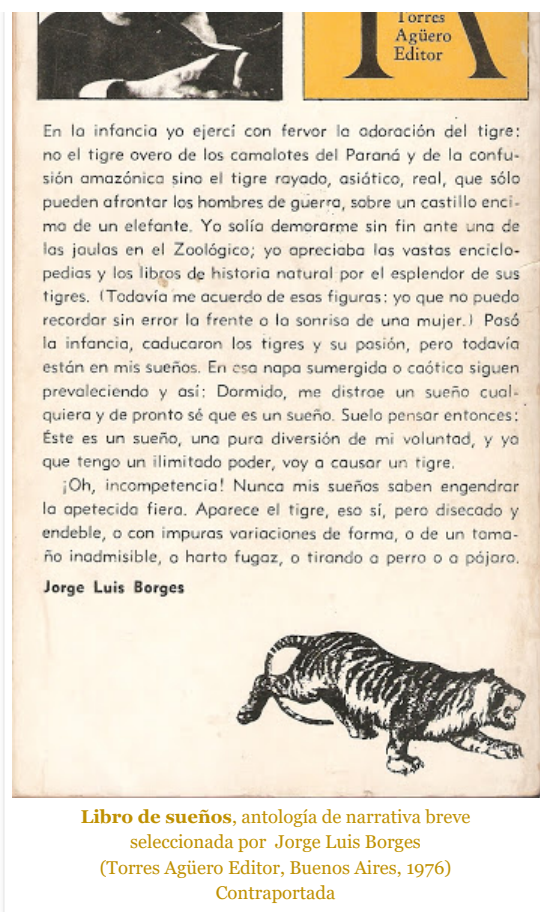 Torres
Agüero
Editor
En la infancia yo ejercí con fervor la adoración del tigre:
no el tigre overo de los camalotes del Paraná y de la confu-
sión amazónica sino el tigre rayado, asiático, real, que sólo
pueden afrontar los hombres de guerra, sobre un castillo enci-
ma de un elefante. Yo solía demorarme sin fin ante una de
las jaulas en el Zoológico; yo apreciaba las vastas enciclo-
pedias y los libros de historia natural por el esplendor de sus
tigres. (Todavía me acuerdo de esas figuras: yo que no puedo
recordar sin error la frente o la sonrisa de una mujer.) Pasó
la infancia, caducaron los tigres y su pasión, pero todavía
están en mis sueños. En esa napa sumergida o caótica siguen
prevaleciendo y así: Dormido, me distrae un sueño cual-
quiera y de pronto sé que es un sueño. Suelo pensar entonces:
Éste es un sueño, una pura diversión de mi voluntad, y ya
que tengo un ilimitado poder, voy a causar un tigre.
¡Oh, incompetencia! Nunca mis sueños saben engendrar
la apetecida fiera. Aparece el tigre, eso sí, pero disecado y
endeble, o con impuras variaciones de forma, o de un tama-
ño inadmisible, o harto fugaz, o tirando a perro o a pájaro.
Jorge Luis Borges
Libro de sueños, antología de narrativa breve
seleccionada por Jorge Luis Borges
(Torres Agüero Editor, Buenos Aires, 1976)
Contraportada